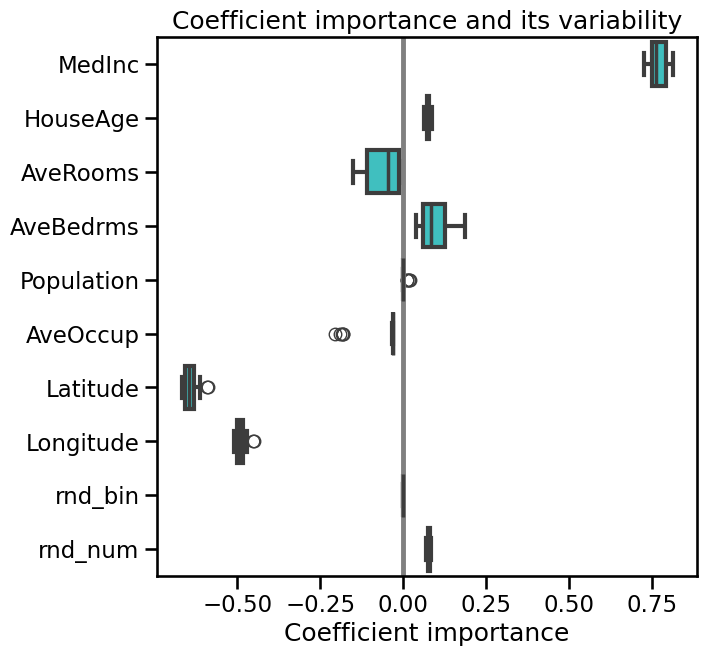 Coefficient importance and its variability
MedInc
HouseAge
AveRooms
AveBedrms
Population
AveOccup
Latitude
Longitude
rnd_bin
rnd_num
−0.50 −0.25 0.00 0.25 0.50 0.75
Coefficient importance